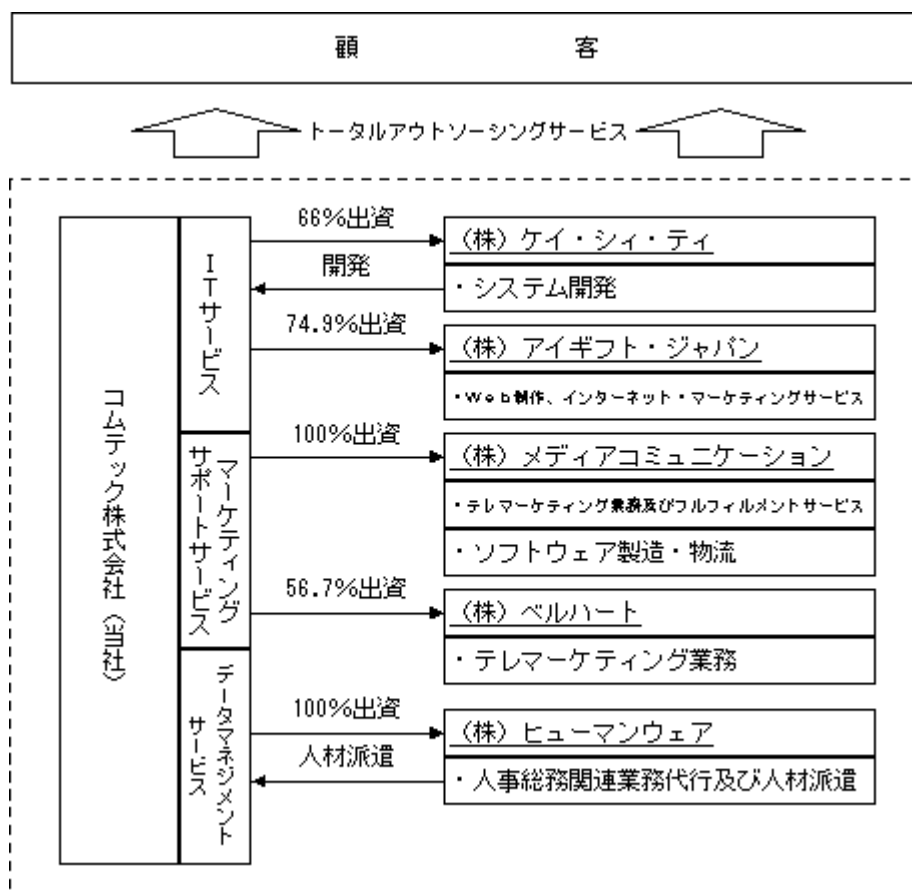 顧客
トータルアウトソーシングサービス
コムテック株式会社（当社）
ITサービス
66%出資
（株）ケイ・シィ・ティ
開発
・システム開発
74.9%出資
（株）アイギフト・ジャパン
・Web制作、インターネット・マーケティングサービス
マーケティング
サポートサービス
100%出資
（株）メディアコミュニケーション
・テレマーケティング業務及びフルフィルメントサービス
・ソフトウェア製造・物流
56.7%出資
（株）ベルハート
・テレマーケティング業務
データマネジメント
サービス
100%出資
（株）ヒューマンウェア
人材派遣
・人事総務関連業務代行及び人材派遣